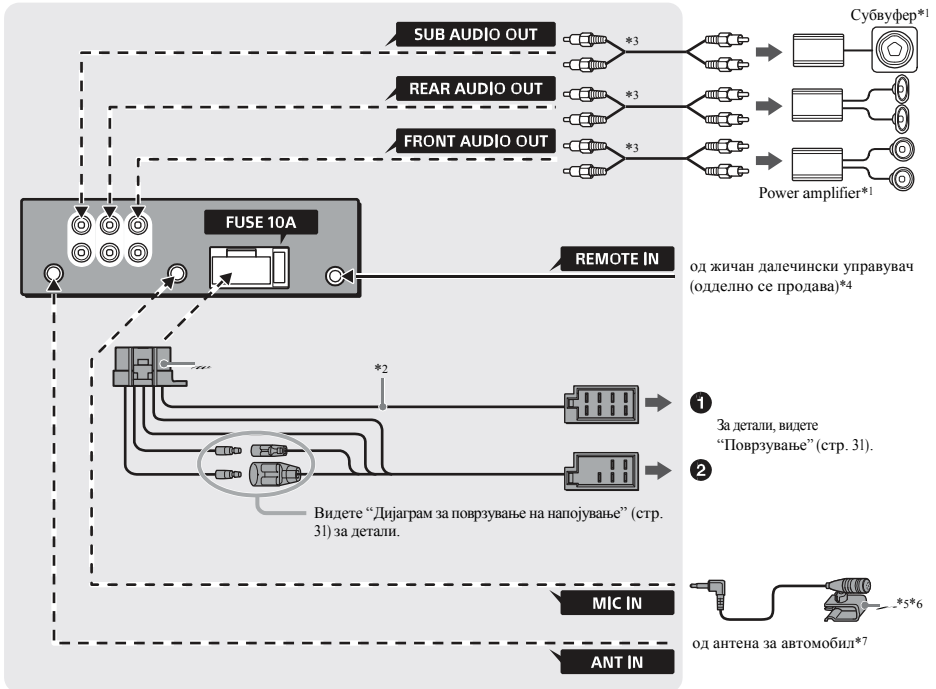 Субвуфер*1
SUB AUDIO OUT
*3
REAR AUDIO OUT
*3
FRONT AUDIO OUT
*3
Power amplifier*1
FUSE 10A
REMOTE IN
од жичан далечински управувач
(одделно се продава)*4
*2
1
За детали, видете
“Поврзување” (стр. 31).
2
Видете “Дијаграм за поврзување на напојување” (стр.
31) за детали.
MIC IN
*5*6
од антена за автомобил*7
ANT IN